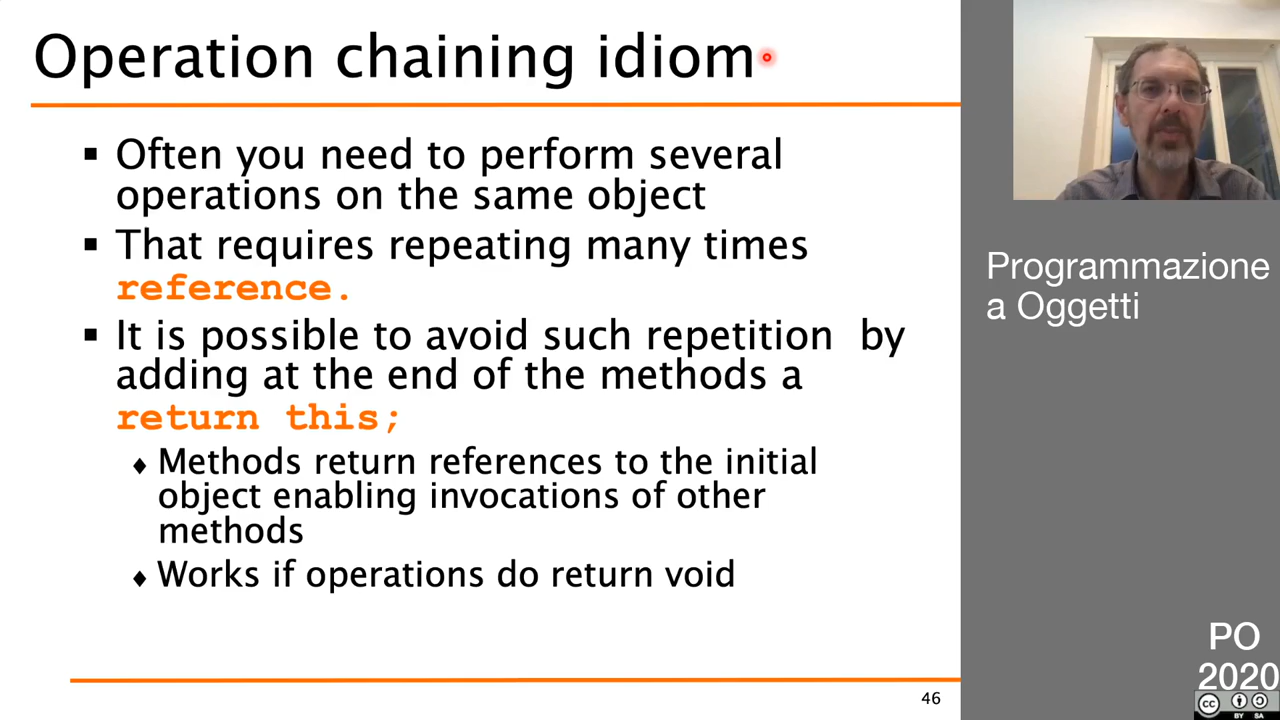 Operation chaining idiom
▪ Often you need to perform several
operations on the same object
▪ That requires repeating many times
reference.
▪ It is possible to avoid such repetition by
adding at the end of the methods a
return this;
♦ Methods return references to the initial
object enabling invocations of other
methods
♦ Works if operations do return void
46
Programmazione
a Oggetti
PO
2020
cc
BY SA